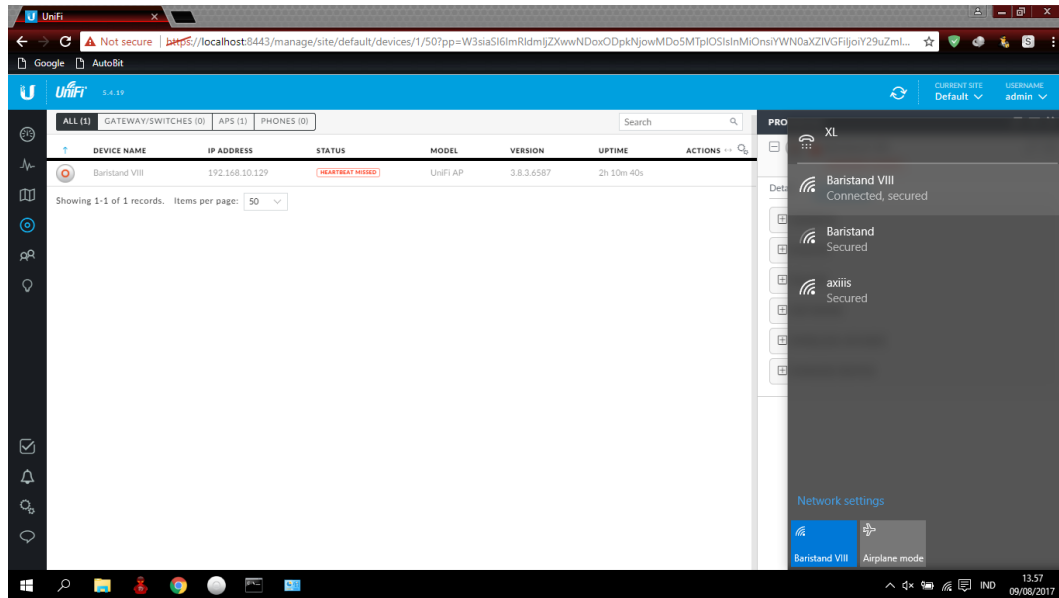 UniFi
Not secure https://localhost:8443/manage/site/default/devices/1/50?pp=W3siaSI6ImRldmljZXwwNDoxODpkNjowMDo5MTplOSIsInMiOnsiYWN0aXZlVGFiIjoiY29uZml...
Google AutoBit
UniFi 5.4.19
CURRENT SITE
Default
USERNAME
admin
ALL (1) GATEWAY/SWITCHES (0) APS (1) PHONES (0) Search
DEVICE NAME IP ADDRESS STATUS MODEL VERSION UPTIME ACTIONS
Baristand VIII 192.168.10.129 HEARTBEAT MISSED UniFi AP 3.8.3.6587 2h 10m 40s
Showing 1-1 of 1 records. Items per page: 50
PRO
Deta
XL
Baristand VIII
Connected, secured
Baristand
Secured
axiiis
Secured
Network settings
Baristand VIII Airplane mode
IND 13.57
09/08/2017